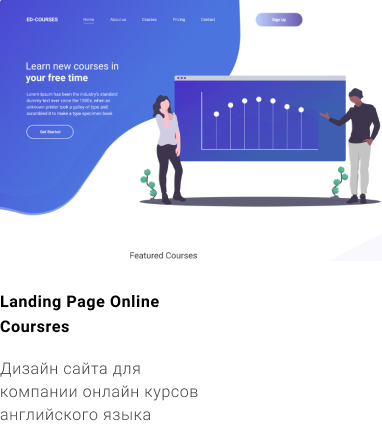 ED-COURSES Home About us Courses Pricing Contact Sign Up
Learn new courses in
your free time
Lorem Ipsum has been the industry's standard
dummy text ever since the 1500s, when an
unknown printer took a galley of type and
scrambled it to make a type specimen book
Get Started
Featured Courses
Landing Page Online
Coursres
Дизайн сайта для
компании онлайн курсов
английского языка